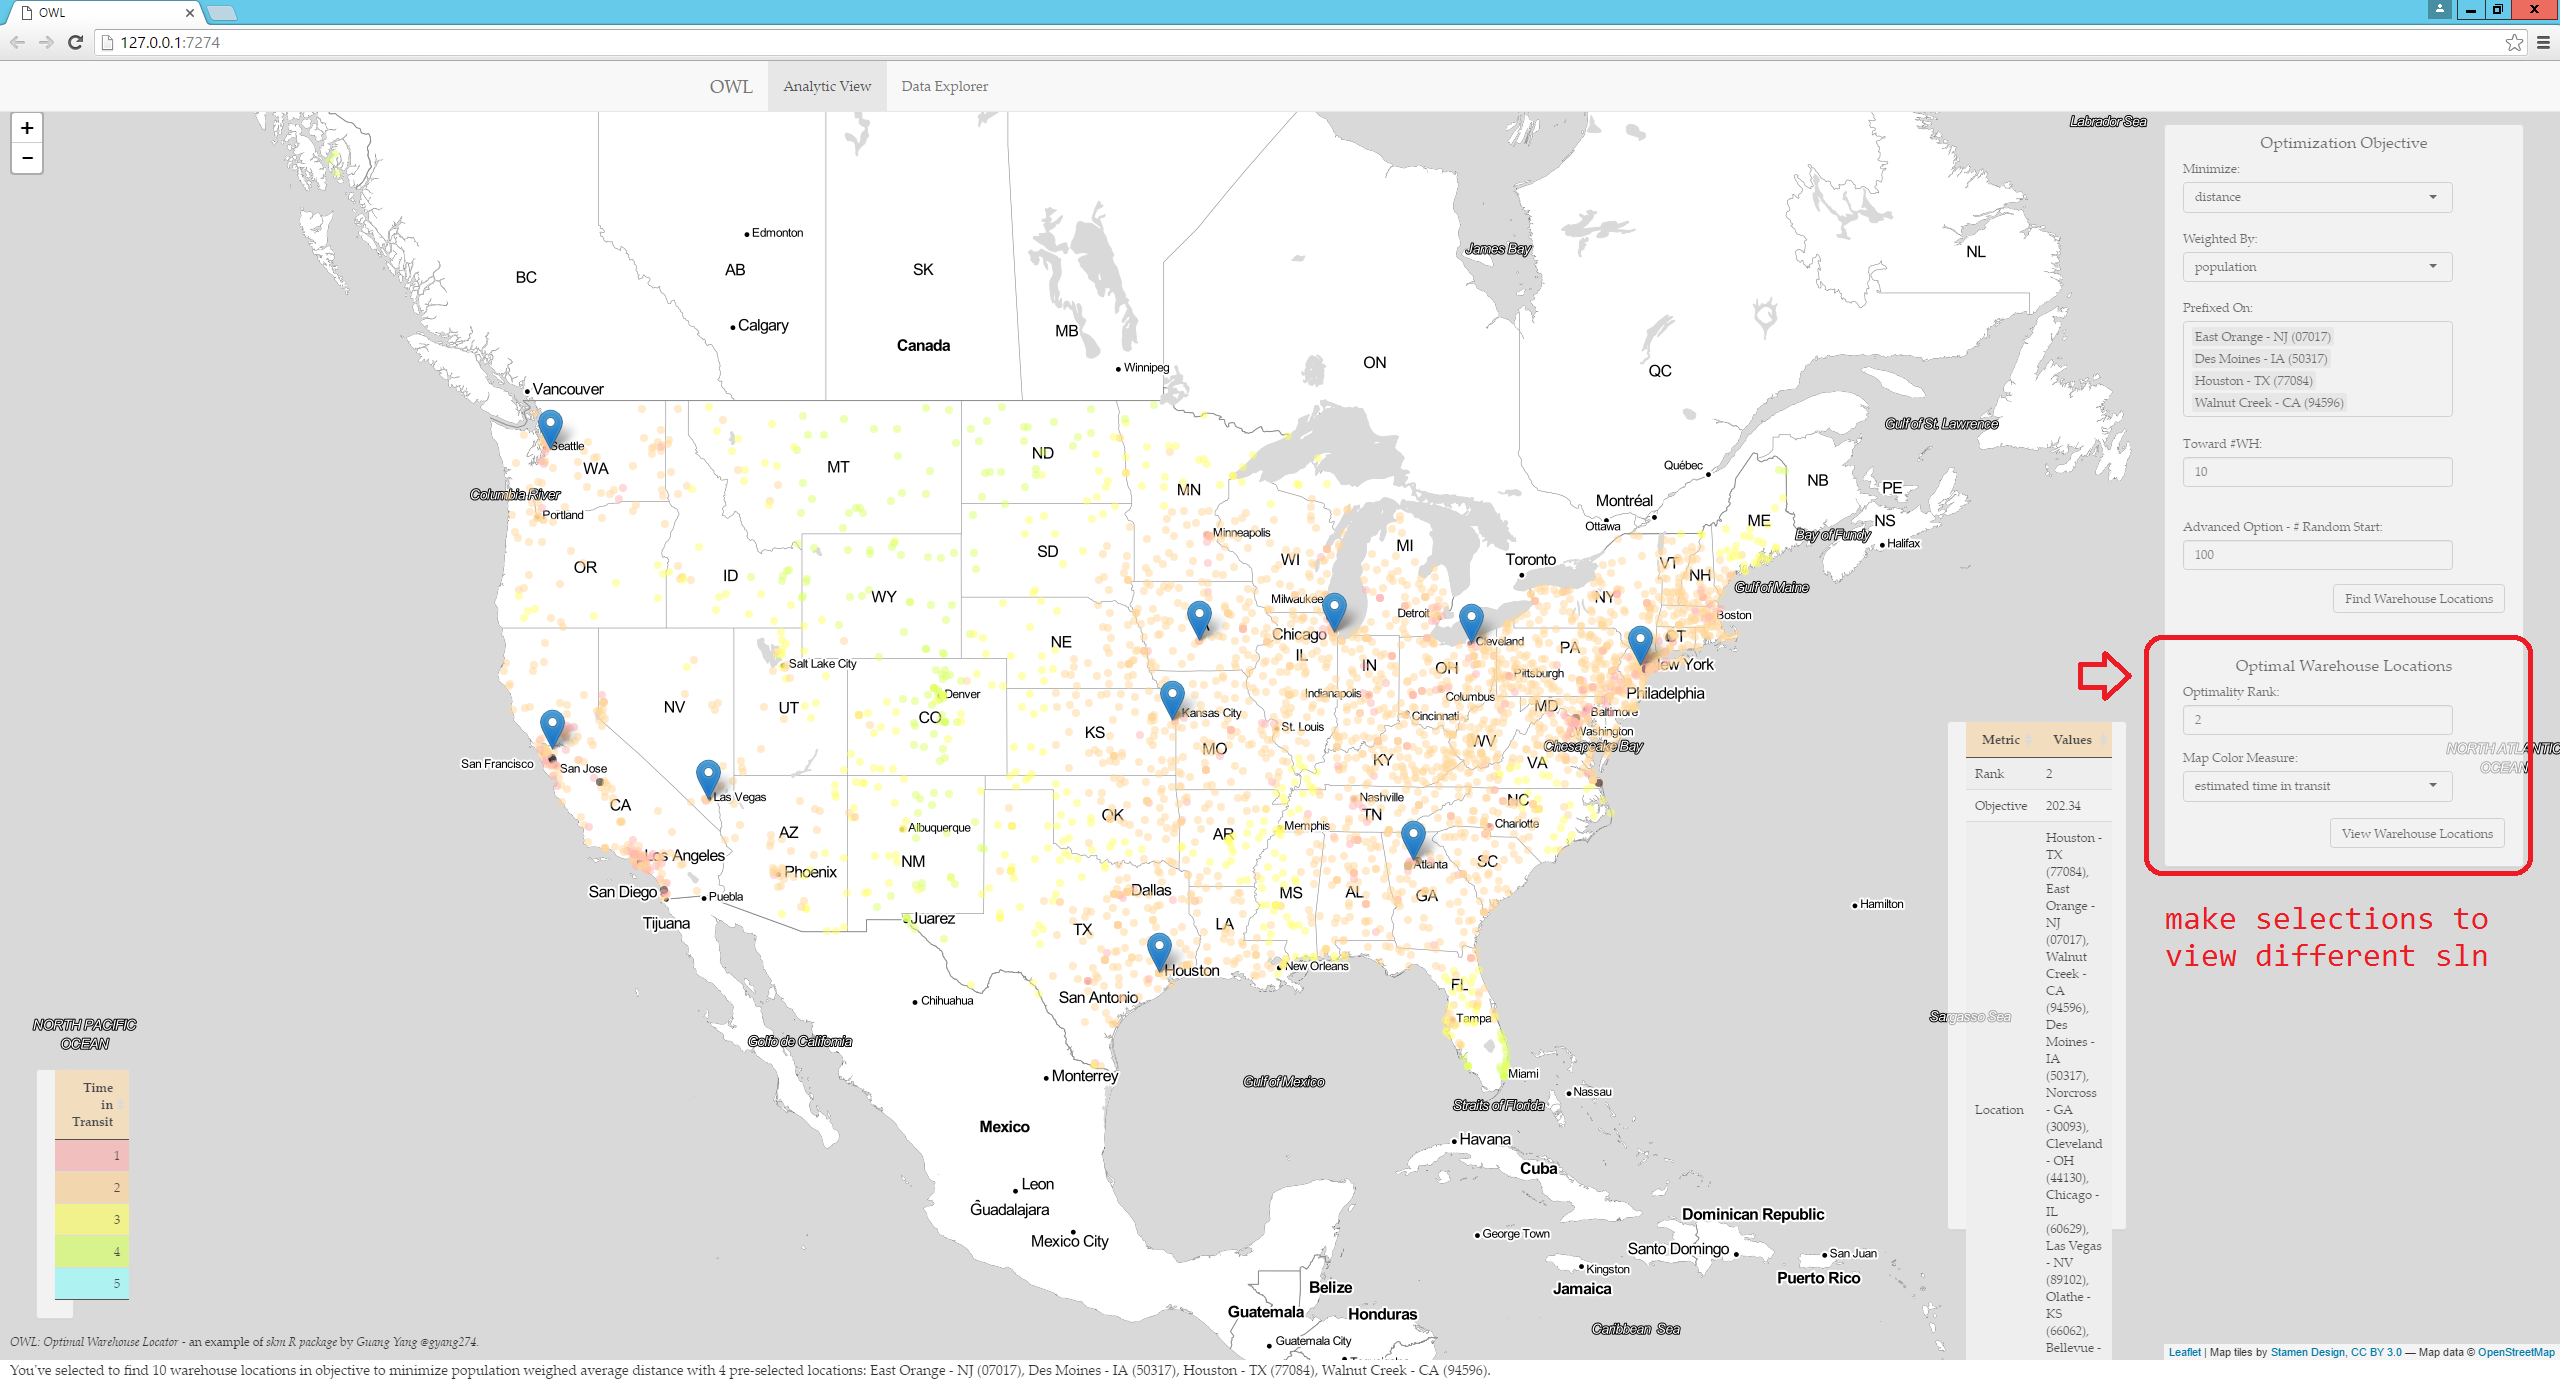 OWL
127.0.0.1:7274
OWL
Analytic View
Data Explorer
+
−
Labrador Sea
Edmonton
BC
AB
SK
NL
James Bay
Calgary
MB
Canada
Winnipeg
ON
QC
Vancouver
Gulf of St. Lawrence
Seattle
WA
MT
ND
Québec
NB
PE
Columbia River
Portland
MN
Montréal
Ottawa
ME
NS
Minneapolis
Bay of Fundy
Halifax
OR
ID
SD
WI
MI
Toronto
VT
NH
Gulf of Maine
WY
Milwaukee
Detroit
NY
Boston
NE
Chicago
Cleveland
CT
PA
IL
Salt Lake City
IN
OH
Pittsburgh
New York
Denver
Indianapolis
Columbus
Philadelphia
NV
UT
CO
Kansas City
Cincinnati
MD
Baltimore
KS
St. Louis
Washington
MO
WV
Chesapeake Bay
San Francisco
San Jose
KY
VA
Las Vegas
Nashville
CA
OK
TN
NC
AZ
Albuquerque
AR
Memphis
Charlotte
Los Angeles
NM
Atlanta
SC
Phoenix
San Diego
Puebla
Dallas
MS
AL
GA
Tijuana
Juarez
TX
LA
Hamilton
Houston
New Orleans
San Antonio
FL
Chihuahua
Tampa
Sargasso Sea
NORTH PACIFIC
OCEAN
Golfo de California
Monterrey
Gulf of Mexico
Miami
Nassau
Straits of Florida
Mexico
Havana
Cuba
Leon
Guadalajara
Mexico City
Dominican Republic
George Town
Santo Domingo
San Juan
Kingston
Puerto Rico
Jamaica
Belize
Guatemala
Honduras
Caribbean Sea
Guatemala City
NORTH ATLANTIC
OCEAN
Optimization Objective
Minimize:
distance
Weighted By:
population
Prefixed On:
East Orange - NJ (07017)
Des Moines - IA (50317)
Houston - TX (77084)
Walnut Creek - CA (94596)
Toward #WH:
10
Advanced Option - # Random Start:
100
Find Warehouse Locations
Optimal Warehouse Locations
Optimality Rank:
2
Map Color Measure:
estimated time in transit
View Warehouse Locations
make selections to
view different sln
Metric Values
Rank 2
Objective 202.34
Location
Houston -
TX
(77084),
East
Orange -
NJ
(07017),
Walnut
Creek -
CA
(94596),
Des
Moines -
IA
(50317),
Norcross
- GA
(30093),
Cleveland
- OH
(44130),
Chicago -
IL
(60629),
Las Vegas
- NV
(89102),
Olathe -
KS
(66062),
Bellevue -
Time
in
Transit
1
2
3
4
5
OWL: Optimal Warehouse Locator - an example of skm R package by Guang Yang @gyang274.
Leaflet | Map tiles by Stamen Design, CC BY 3.0 — Map data © OpenStreetMap
You've selected to find 10 warehouse locations in objective to minimize population weighed average distance with 4 pre-selected locations: East Orange - NJ (07017), Des Moines - IA (50317), Houston - TX (77084), Walnut Creek - CA (94596).